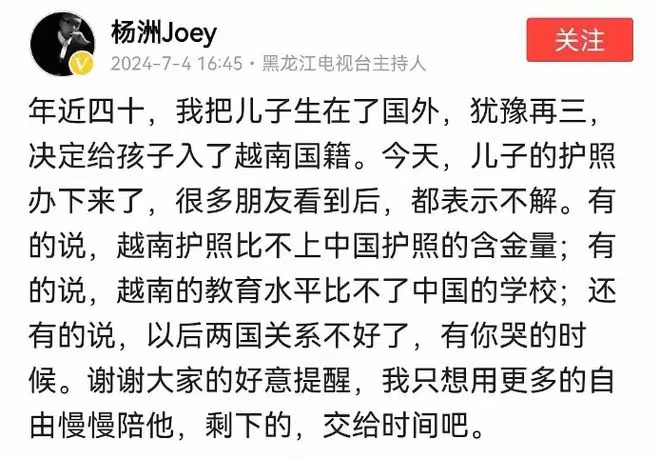 杨洲Joey
关注
2024-7-4 16:45·黑龙江电视台主持人
年近四十，我把儿子生在了国外，犹豫再三，
决定给孩子入了越南国籍。今天，儿子的护照
办下来了，很多朋友看到后，都表示不解。有
的说，越南护照比不上中国护照的含金量；有
的说，越南的教育水平比不了中国的学校；还
有的说，以后两国关系不好了，有你哭的时
候。谢谢大家的好意提醒，我只想用更多的自
由慢慢陪他，剩下的，交给时间吧。